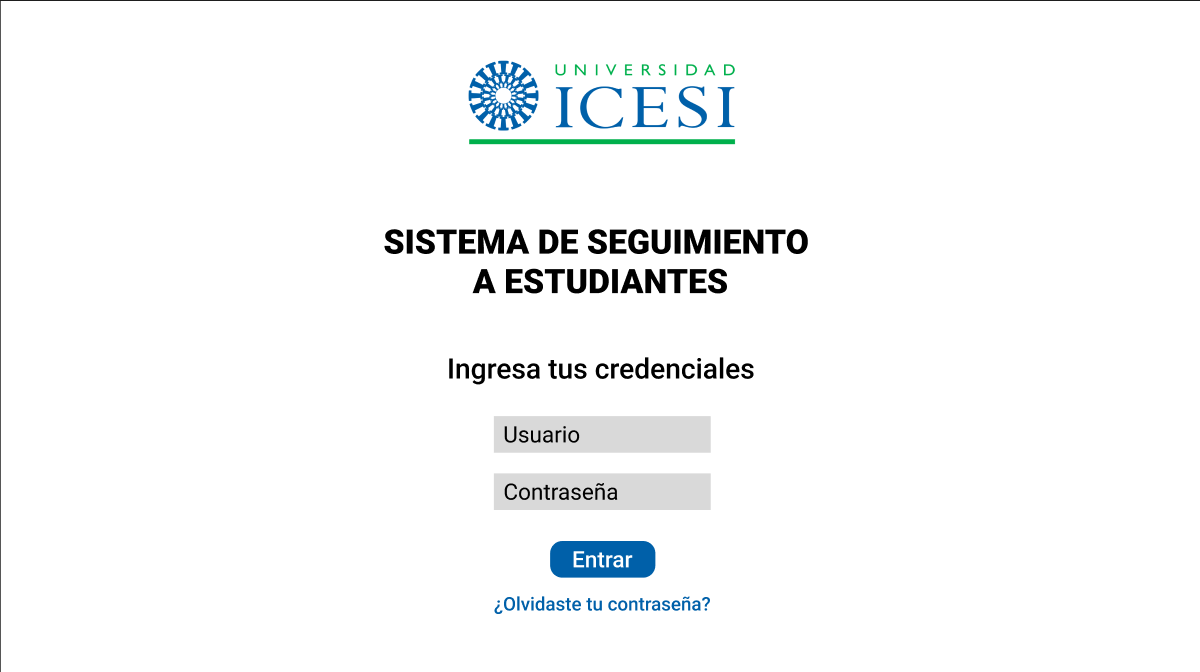 UNIVERSIDAD
ICESI
SISTEMA DE SEGUIMIENTO
A ESTUDIANTES
Ingresa tus credenciales
Usuario
Contraseña
Entrar
¿Olvidaste tu contraseña?